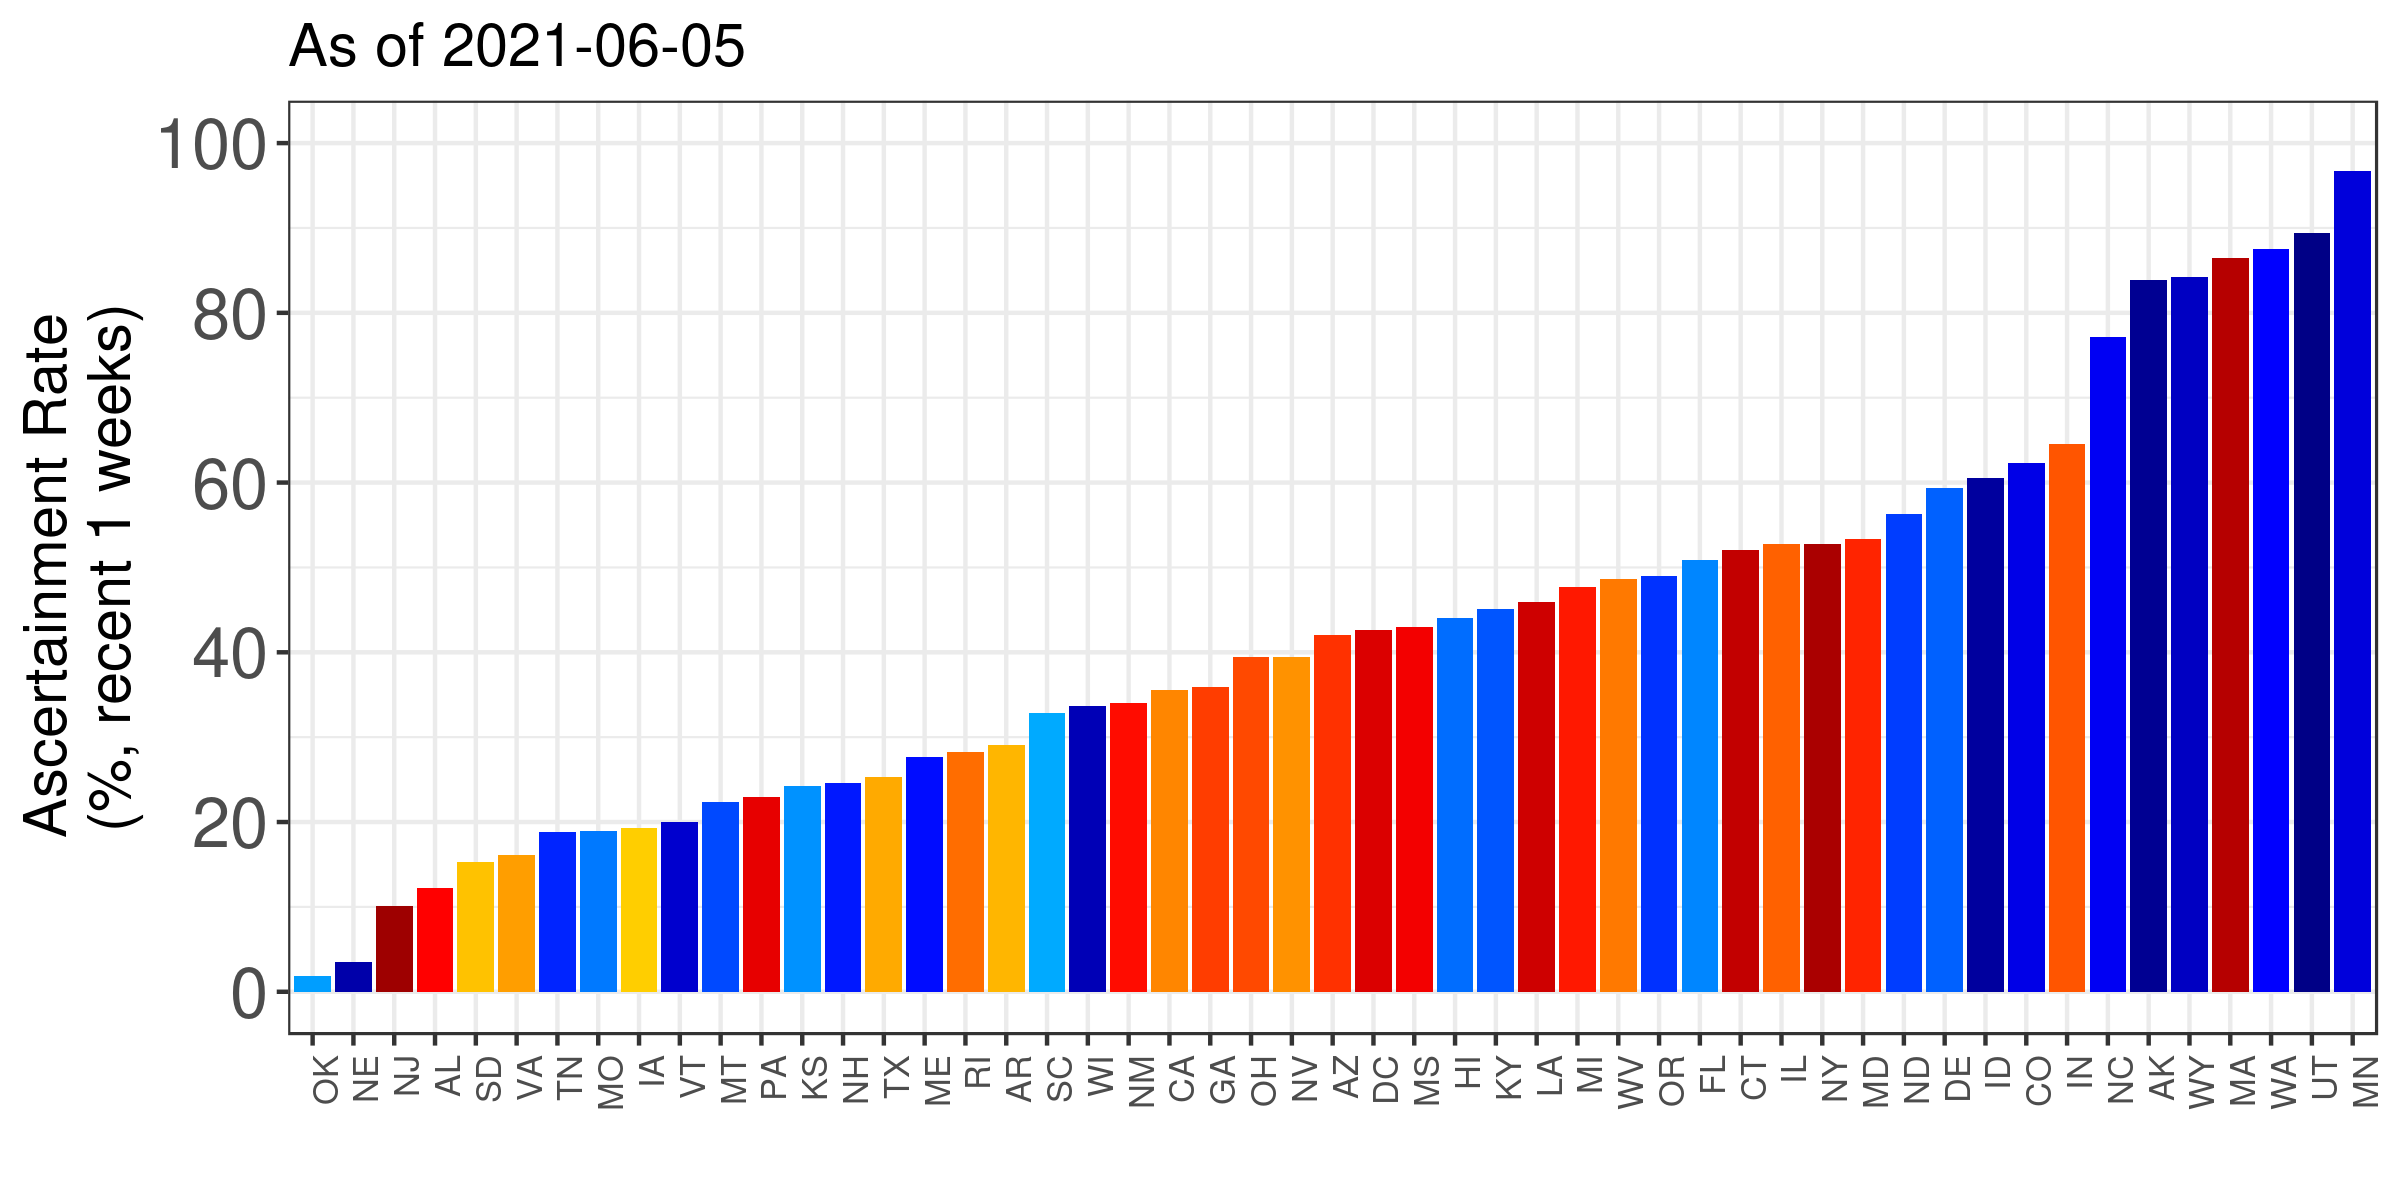 As of 2021-06-05
Ascertainment Rate
(%, recent 1 weeks)
100
80
60
40
20
0
OK NE NJ AL SD VA TN MO IA VT MT PA KS NH TX ME RI AR SC WI NM CA GA OH NV AZ DC MS HI KY LA MI WV OR FL CT IL NY MD ND DE ID CO IN NC AK WY MA WA UT MN